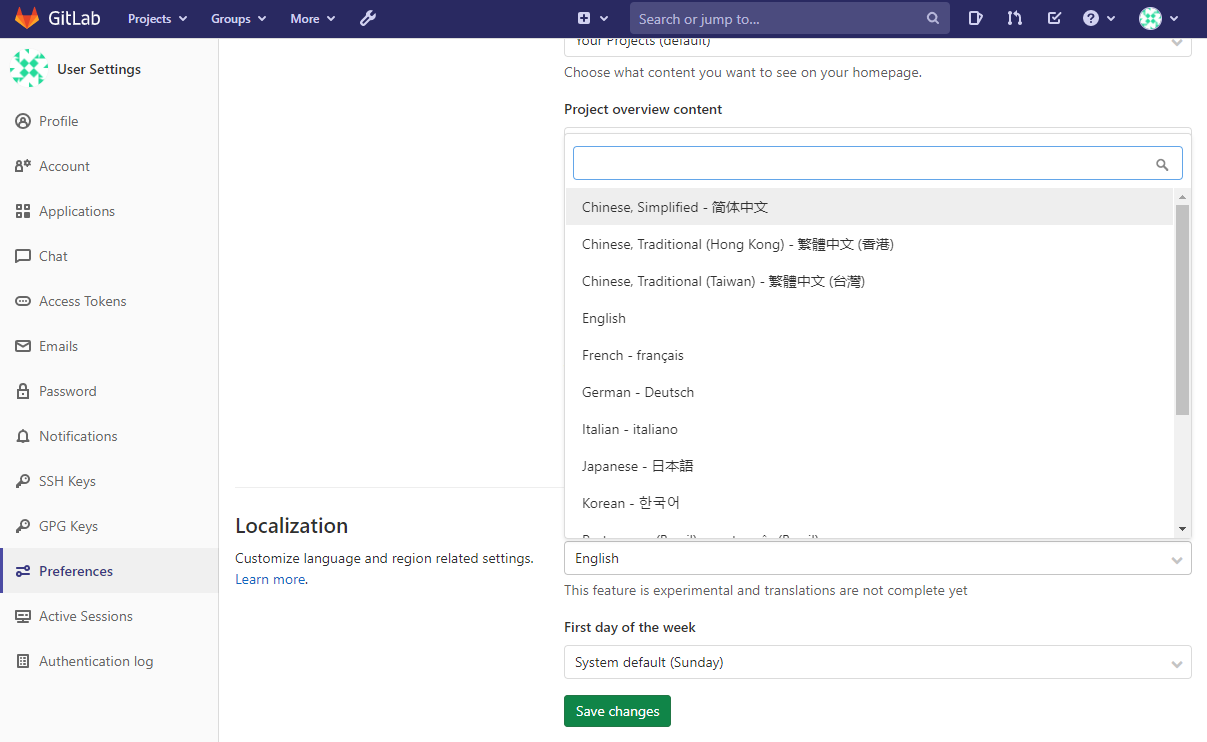 GitLab
Projects
Groups
More
Search or jump to...
User Settings
Profile
Account
Applications
Chat
Access Tokens
Emails
Password
Notifications
SSH Keys
GPG Keys
Preferences
Active Sessions
Authentication log
Your Projects (default)
Choose what content you want to see on your homepage.
Project overview content
Chinese, Simplified - 简体中文
Chinese, Traditional (Hong Kong) - 繁體中文 (香港)
Chinese, Traditional (Taiwan) - 繁體中文 (台灣)
English
French - français
German - Deutsch
Italian - italiano
Japanese - 日本語
Korean - 한국어
Portuguese (Brazil) - português (Brasil)
Localization
Customize language and region related settings.
Learn more.
English
This feature is experimental and translations are not complete yet
First day of the week
System default (Sunday)
Save changes